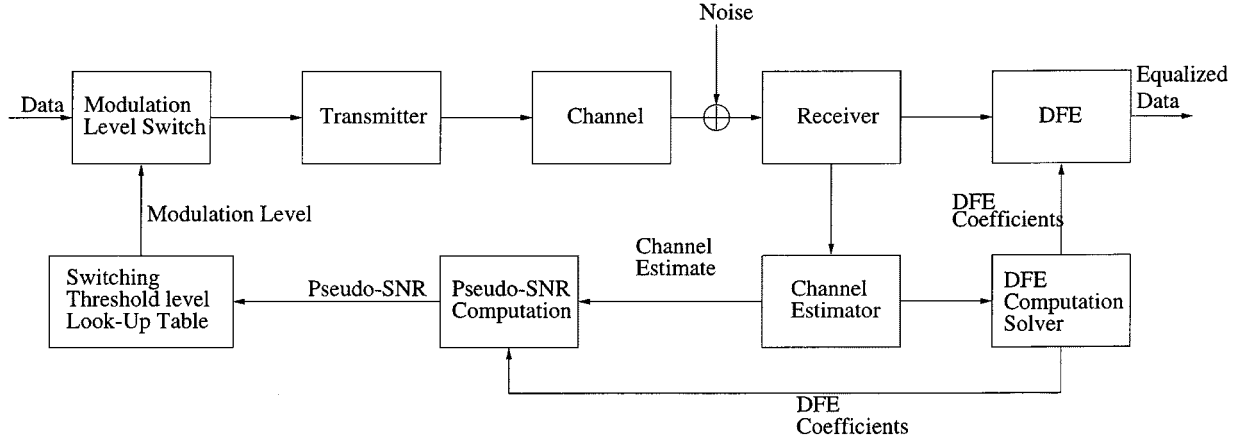 Noise
Data
Modulation
Level Switch
Transmitter
Channel
Receiver
DFE
Equalized
Data
Modulation Level
DFE
Coefficients
Switching
Threshold level
Look-Up Table
Pseudo-SNR
Pseudo-SNR
Computation
Channel
Estimate
Channel
Estimator
DFE
Computation
Solver
DFE
Coefficients